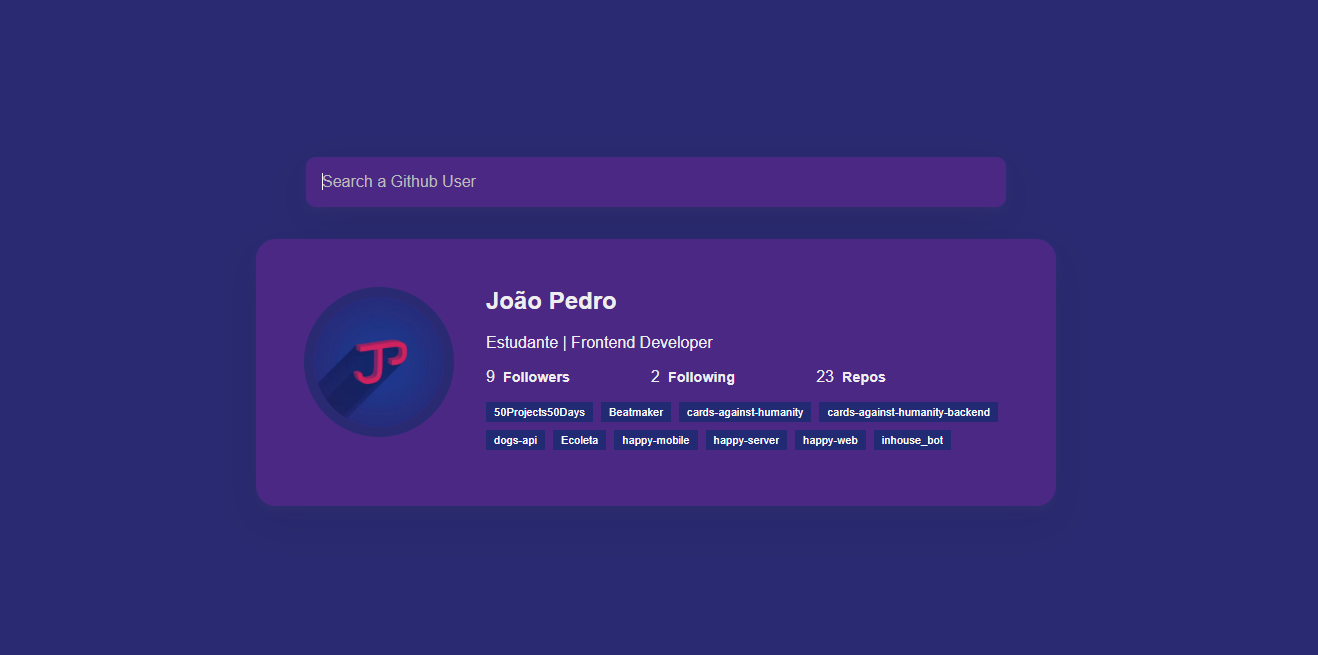 Search a Github User
João Pedro
Estudante | Frontend Developer
9 Followers 2 Following 23 Repos
50Projects50Days Beatmaker cards-against-humanity cards-against-humanity-backend
dogs-api Ecoleta happy-mobile happy-server happy-web inhouse_bot
JP